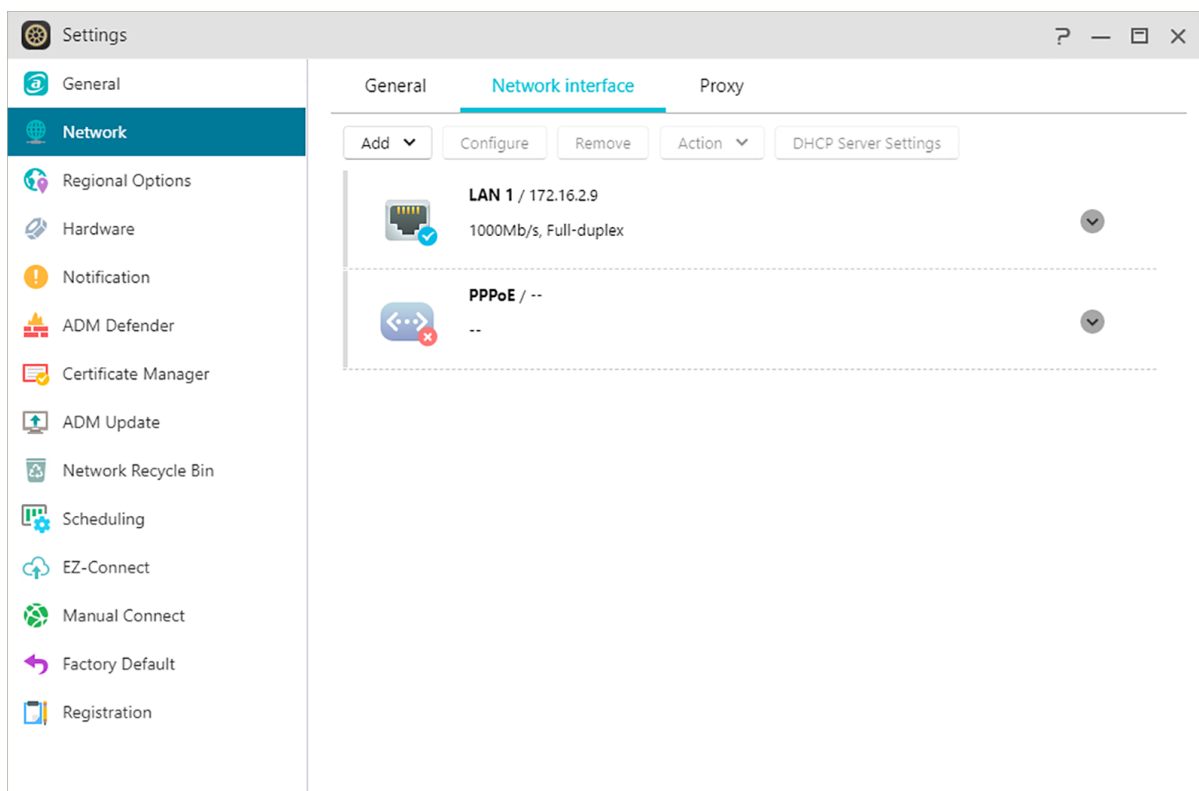 Settings
General
Network
Regional Options
Hardware
Notification
ADM Defender
Certificate Manager
ADM Update
Network Recycle Bin
Scheduling
EZ-Connect
Manual Connect
Factory Default
Registration
General Network interface Proxy
Add Configure Remove Action DHCP Server Settings
LAN 1 / 172.16.2.9
1000Mb/s, Full-duplex
PPPoE / --
--